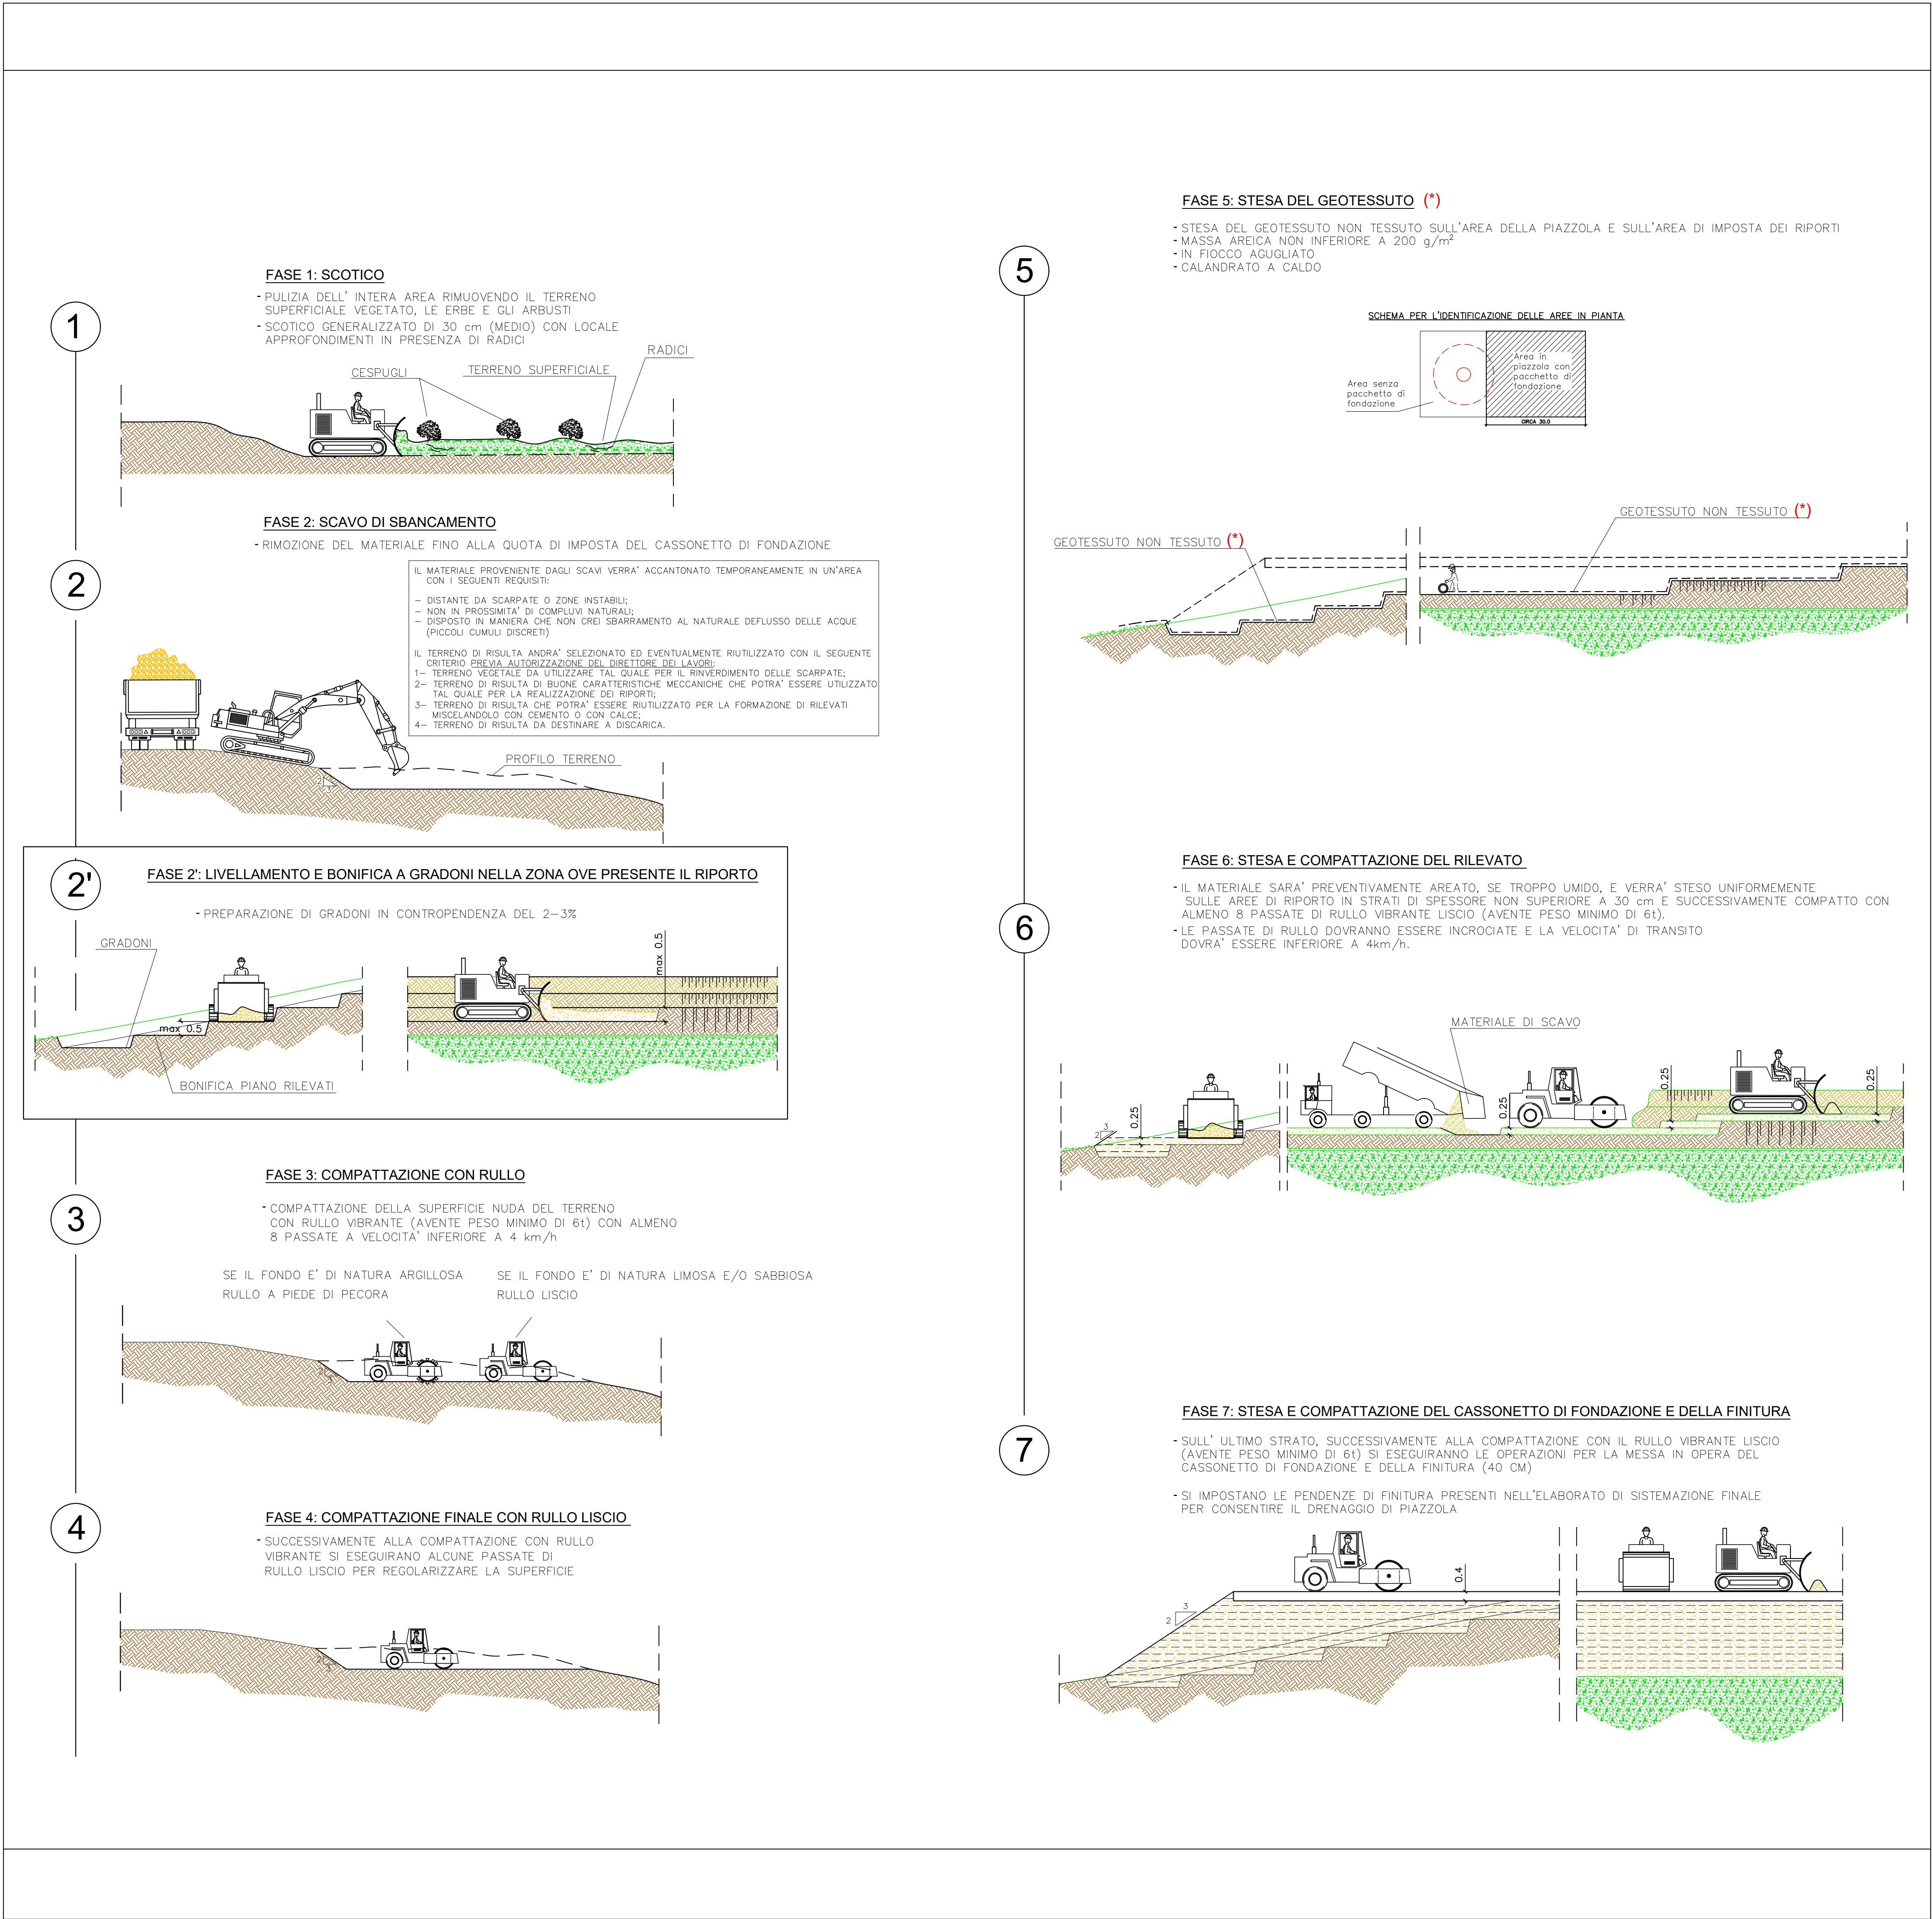 1
FASE 1: SCOTICO
- PULIZIA DELL' INTERA AREA RIMUOVENDO IL TERRENO
SUPERFICIALE VEGETATO, LE ERBE E GLI ARBUSTI
- SCOTICO GENERALIZZATO DI 30 cm (MEDIO) CON LOCALE
APPROFONDIMENTI IN PRESENZA DI RADICI
RADICI
CESPUGLI
TERRENO SUPERFICIALE
2
FASE 2: SCAVO DI SBANCAMENTO
- RIMOZIONE DEL MATERIALE FINO ALLA QUOTA DI IMPOSTA DEL CASSONETTO DI FONDAZIONE
IL MATERIALE PROVENIENTE DAGLI SCAVI VERRA' ACCANTONATO TEMPORANEAMENTE IN UN'AREA
CON I SEGUENTI REQUISITI:
– DISTANTE DA SCARPATE O ZONE INSTABILI;
– NON IN PROSSIMITA' DI COMPLUVI NATURALI;
– DISPOSTO IN MANIERA CHE NON CREI SBARRAMENTO AL NATURALE DEFLUSSO DELLE ACQUE
(PICCOLI CUMULI DISCRETI)
IL TERRENO DI RISULTA ANDRA' SELEZIONATO ED EVENTUALMENTE RIUTILIZZATO CON IL SEGUENTE
CRITERIO PREVIA AUTORIZZAZIONE DEL DIRETTORE DEI LAVORI:
1– TERRENO VEGETALE DA UTILIZZARE TAL QUALE PER IL RINVERDIMENTO DELLE SCARPATE;
2– TERRENO DI RISULTA DI BUONE CARATTERISTICHE MECCANICHE CHE POTRA' ESSERE UTILIZZATO
TAL QUALE PER LA REALIZZAZIONE DEI RIPORTI;
3– TERRENO DI RISULTA CHE POTRA' ESSERE RIUTILIZZATO PER LA FORMAZIONE DI RILEVATI
MISCELANDOLO CON CEMENTO O CON CALCE;
4– TERRENO DI RISULTA DA DESTINARE A DISCARICA.
PROFILO TERRENO
2
3
2'
FASE 2': LIVELLAMENTO E BONIFICA A GRADONI NELLA ZONA OVE PRESENTE IL RIPORTO
- PREPARAZIONE DI GRADONI IN CONTROPENDENZA DEL 2–3%
GRADONI
max 0.5
max 0.5
BONIFICA PIANO RILEVATI
3
FASE 3: COMPATTAZIONE CON RULLO
- COMPATTAZIONE DELLA SUPERFICIE NUDA DEL TERRENO
CON RULLO VIBRANTE (AVENTE PESO MINIMO DI 6t) CON ALMENO
8 PASSATE A VELOCITA' INFERIORE A 4 km/h
SE IL FONDO E' DI NATURA ARGILLOSA
RULLO A PIEDE DI PECORA
SE IL FONDO E' DI NATURA LIMOSA E/O SABBIOSA
RULLO LISCIO
2
3
4
FASE 4: COMPATTAZIONE FINALE CON RULLO LISCIO
- SUCCESSIVAMENTE ALLA COMPATTAZIONE CON RULLO
VIBRANTE SI ESEGUIRANO ALCUNE PASSATE DI
RULLO LISCIO PER REGOLARIZZARE LA SUPERFICIE
2
3
5
FASE 5: STESA DEL GEOTESSUTO (*)
- STESA DEL GEOTESSUTO NON TESSUTO SULL'AREA DELLA PIAZZOLA E SULL'AREA DI IMPOSTA DEI RIPORTI
- MASSA AREICA NON INFERIORE A 200 g/m²
- IN FIOCCO AGUGLIATO
- CALANDRATO A CALDO
SCHEMA PER L'IDENTIFICAZIONE DELLE AREE IN PIANTA
Area in
piazzola con
pacchetto di
fondazione
Area senza
pacchetto di
fondazione
CIRCA 30.0
GEOTESSUTO NON TESSUTO (*)
GEOTESSUTO NON TESSUTO (*)
6
FASE 6: STESA E COMPATTAZIONE DEL RILEVATO
- IL MATERIALE SARA' PREVENTIVAMENTE AREATO, SE TROPPO UMIDO, E VERRA' STESO UNIFORMEMENTE
SULLE AREE DI RIPORTO IN STRATI DI SPESSORE NON SUPERIORE A 30 cm E SUCCESSIVAMENTE COMPATTO CON
ALMENO 8 PASSATE DI RULLO VIBRANTE LISCIO (AVENTE PESO MINIMO DI 6t).
- LE PASSATE DI RULLO DOVRANNO ESSERE INCROCIATE E LA VELOCITA' DI TRANSITO
DOVRA' ESSERE INFERIORE A 4km/h.
MATERIALE DI SCAVO
3
2
0.25
0.25
0.25
0.25
7
FASE 7: STESA E COMPATTAZIONE DEL CASSONETTO DI FONDAZIONE E DELLA FINITURA
- SULL' ULTIMO STRATO, SUCCESSIVAMENTE ALLA COMPATTAZIONE CON IL RULLO VIBRANTE LISCIO
(AVENTE PESO MINIMO DI 6t) SI ESEGUIRANNO LE OPERAZIONI PER LA MESSA IN OPERA DEL
CASSONETTO DI FONDAZIONE E DELLA FINITURA (40 CM)
- SI IMPOSTANO LE PENDENZE DI FINITURA PRESENTI NELL'ELABORATO DI SISTEMAZIONE FINALE
PER CONSENTIRE IL DRENAGGIO DI PIAZZOLA
0.4
3
2